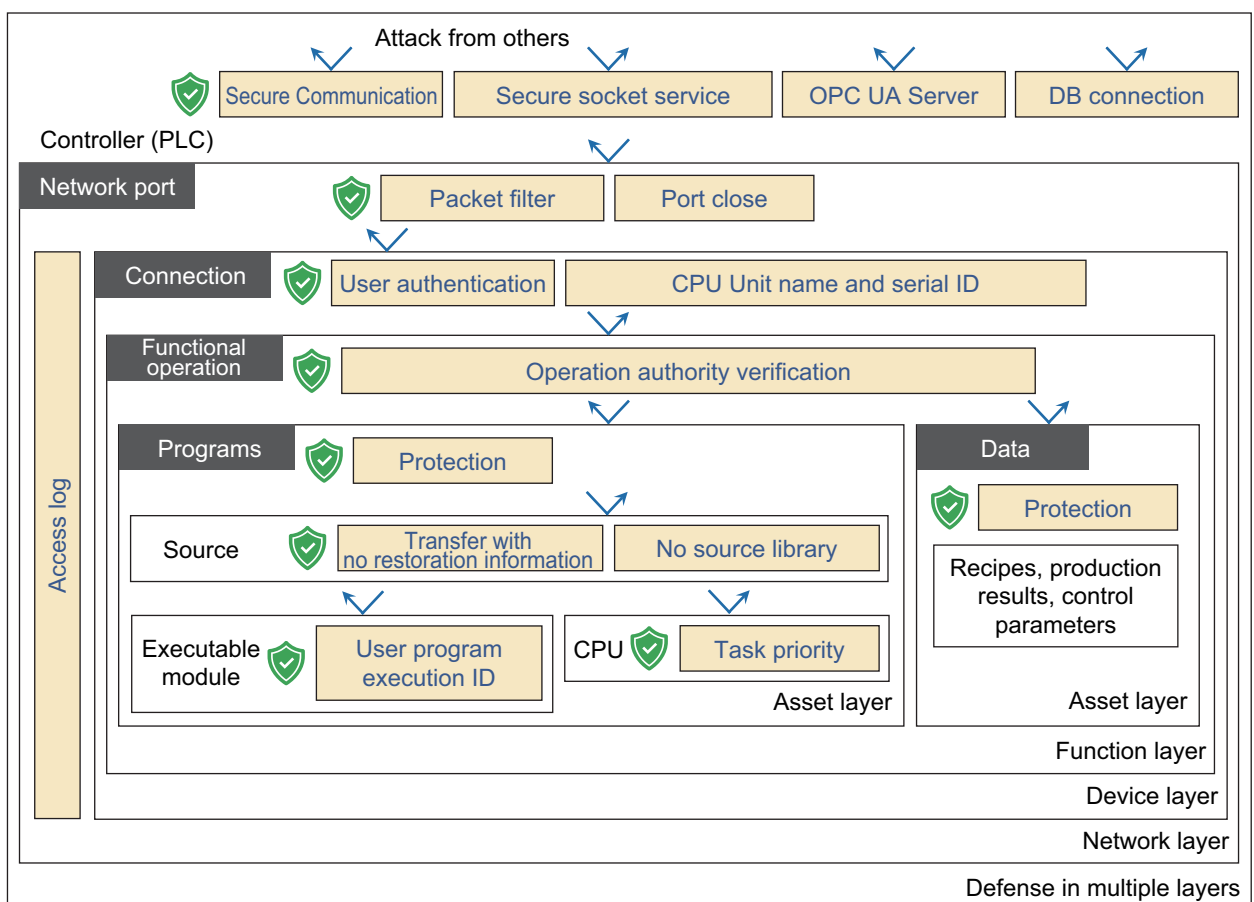 Attack from others
Secure Communication
Secure socket service
OPC UA Server
DB connection
Controller (PLC)
Network port
Packet filter
Port close
Connection
User authentication
CPU Unit name and serial ID
Functional
operation
Operation authority verification
Access log
Programs
Protection
Data
Protection
Source
Transfer with
no restoration information
No source library
Recipes, production
results, control
parameters
Executable
module
User program
execution ID
CPU
Task priority
Asset layer
Asset layer
Function layer
Device layer
Network layer
Defense in multiple layers